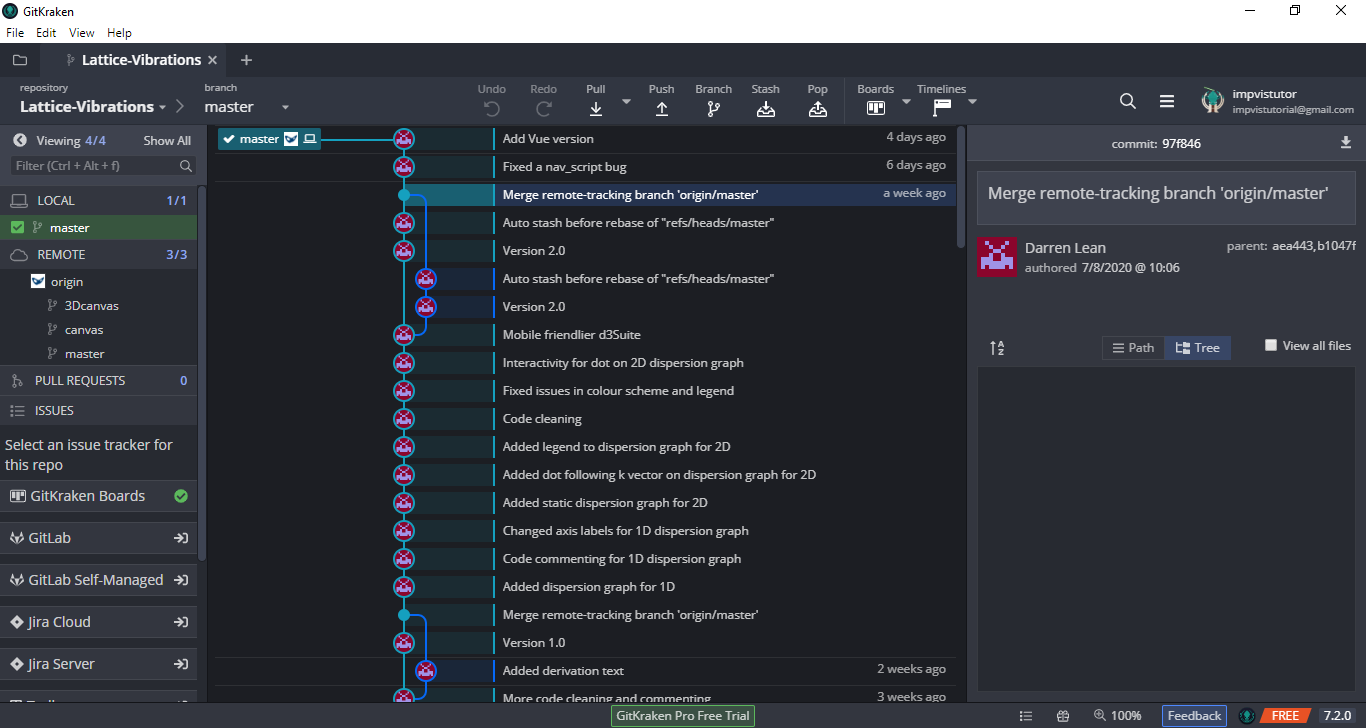 GitKraken
File Edit View Help
Lattice-Vibrations
repository
Lattice-Vibrations
branch
master
Undo Redo Pull Push Branch Stash Pop Boards Timelines
impvistutor
impvistutorial@gmail.com
Viewing 4/4 Show All
Filter (Ctrl + Alt + f)
LOCAL 1/1
master
REMOTE 3/3
origin
3Dcanvas
canvas
master
PULL REQUESTS 0
ISSUES
Select an issue tracker for
this repo
GitKraken Boards
GitLab
GitLab Self-Managed
Jira Cloud
Jira Server
master
Add Vue version 4 days ago
Fixed a nav_script bug 6 days ago
Merge remote-tracking branch 'origin/master' a week ago
Auto stash before rebase of "refs/heads/master"
Version 2.0
Auto stash before rebase of "refs/heads/master"
Version 2.0
Mobile friendlier d3Suite
Interactivity for dot on 2D dispersion graph
Fixed issues in colour scheme and legend
Code cleaning
Added legend to dispersion graph for 2D
Added dot following k vector on dispersion graph for 2D
Added static dispersion graph for 2D
Changed axis labels for 1D dispersion graph
Code commenting for 1D dispersion graph
Added dispersion graph for 1D
Merge remote-tracking branch 'origin/master'
Version 1.0
Added derivation text 2 weeks ago
More code cleaning and commenting 3 weeks ago
commit: 97f846
Merge remote-tracking branch 'origin/master'
Darren Lean
authored 7/8/2020 @ 10:06
parent: aea443,b1047f
A
Z
Path Tree View all files
GitKraken Pro Free Trial
100% Feedback FREE 7.2.0